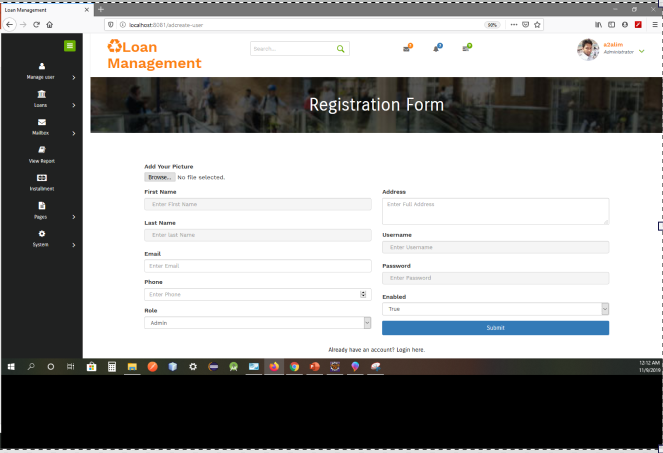 Loan Management
localhost:8081/adcreate-user
90%
Loan
Management
Search...
Administrator
Manage user
Loans
Mailbox
View Report
Installment
Pages
System
Registration Form
Add Your Picture
Browse... No file selected.
First Name
Enter First Name
Last Name
Enter last Name
Email
Enter Email
Phone
Enter Phone
Role
Admin
Address
Enter Full Address
Username
Enter Username
Password
Enter Password
Enabled
True
Submit
Already have an account? Login here.
12:12 AM
11/9/2019